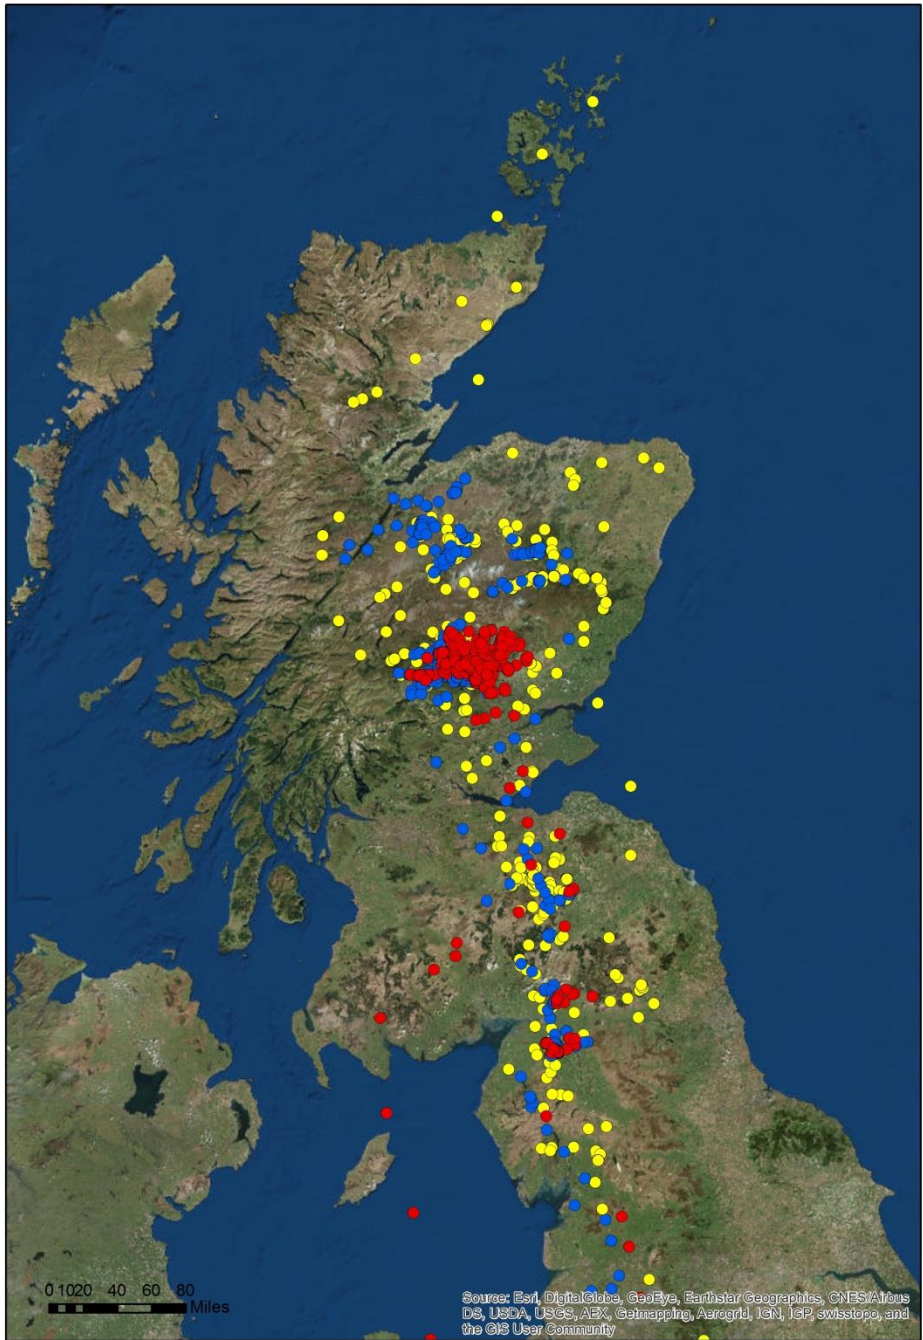 0 1020 40 60 80
Miles
Source: Esri, DigitalGlobe, GeoEye, Earthstar Geographics, CNES/Airbus
DS, USDA, USGS, AEX, Getmapping, Aerogrid, IGN, IGP, swisstopo, and
the GIS User Community